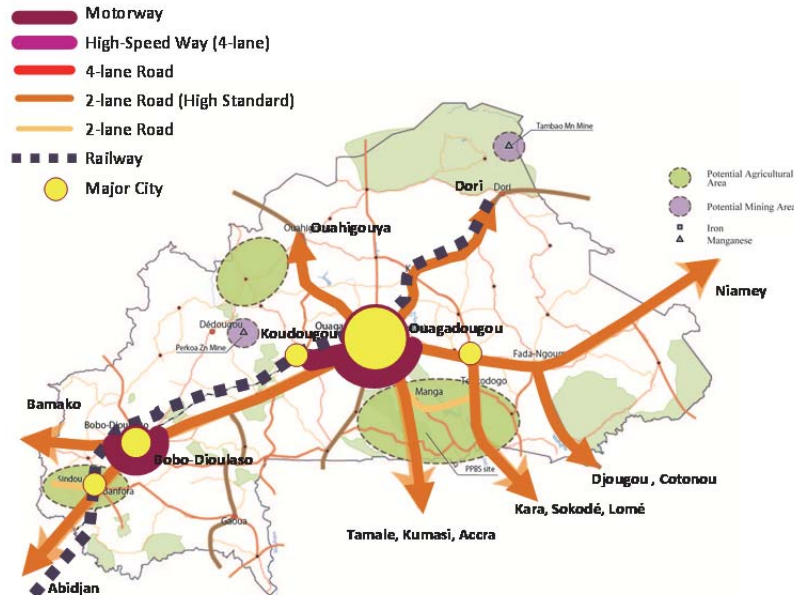 Motorway
High-Speed Way (4-lane)
4-lane Road
2-lane Road (High Standard)
2-lane Road
Railway
Major City
Tambao Mn Mine
Potential Agricultural
Area
Potential Mining Area
Iron
Manganese
Dori
Dori
Ouahigouya
Niamey
Dédougou
Perkoa Zn Mine
Koudougou
Ouagadougou
Fada-Ngourma
Manga
Bamako
Bobo-Dioulaso
PPBS site
Sindou
Banfora
Gaoua
Djougou , Cotonou
Kara, Sokodé, Lomé
Tamale, Kumasi, Accra
Abidjan